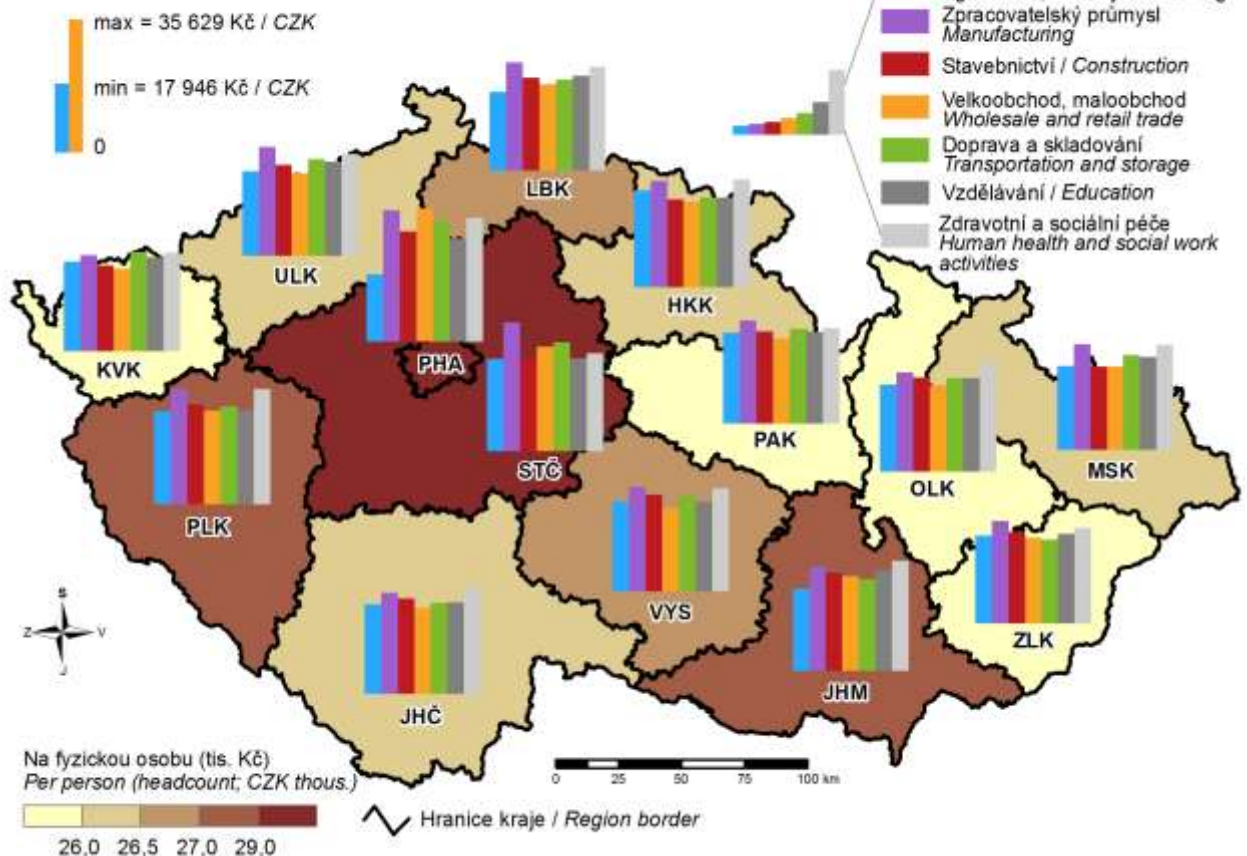 max = 35 629 Kč / CZK
min = 17 946 Kč / CZK
0
Zpracovatelský průmysl
Manufacturing
Stavebnictví / Construction
Velkoobchod, maloobchod
Wholesale and retail trade
Doprava a skladování
Transportation and storage
Vzdělávání / Education
Zdravotní a sociální péče
Human health and social work
activities
LBK
ULK
HKK
KVK
PHA
PAK
STČ
OLK
MSK
PLK
VYS
ZLK
JHM
JHČ
S
Z
V
J
Na fyzickou osobu (tis. Kč)
Per person (headcount; CZK thous.)
26,0 26,5 27,0 29,0
0 25 50 75 100 km
Hranice kraje / Region border